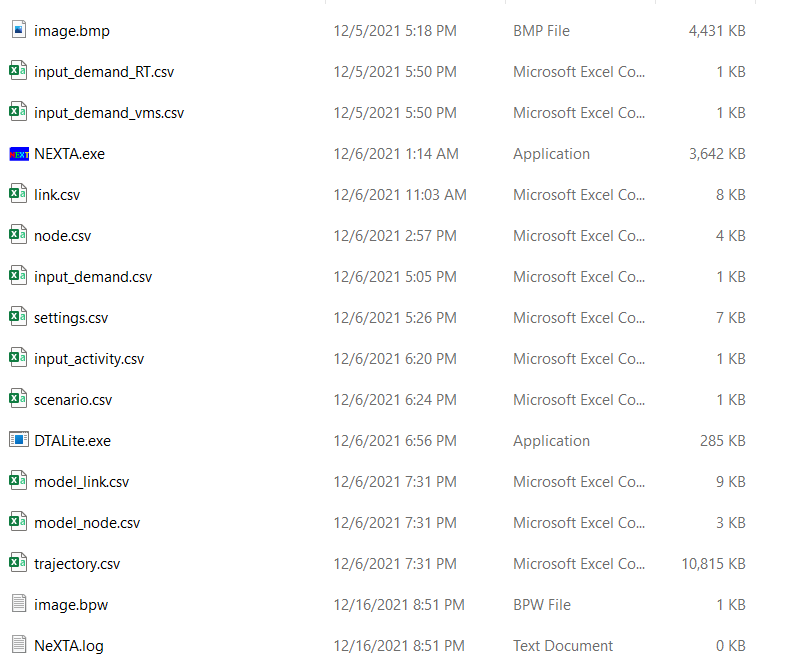 image.bmp 12/5/2021 5:18 PM BMP File 4,431 KB
input_demand_RT.csv 12/5/2021 5:50 PM Microsoft Excel Co... 1 KB
input_demand_vms.csv 12/5/2021 5:50 PM Microsoft Excel Co... 1 KB
NEXT NEXTA.exe 12/6/2021 1:14 AM Application 3,642 KB
link.csv 12/6/2021 11:03 AM Microsoft Excel Co... 8 KB
node.csv 12/6/2021 2:57 PM Microsoft Excel Co... 4 KB
input_demand.csv 12/6/2021 5:05 PM Microsoft Excel Co... 1 KB
settings.csv 12/6/2021 5:26 PM Microsoft Excel Co... 7 KB
input_activity.csv 12/6/2021 6:20 PM Microsoft Excel Co... 1 KB
scenario.csv 12/6/2021 6:24 PM Microsoft Excel Co... 1 KB
DTALite.exe 12/6/2021 6:56 PM Application 285 KB
model_link.csv 12/6/2021 7:31 PM Microsoft Excel Co... 9 KB
model_node.csv 12/6/2021 7:31 PM Microsoft Excel Co... 3 KB
trajectory.csv 12/6/2021 7:31 PM Microsoft Excel Co... 10,815 KB
image.bpw 12/16/2021 8:51 PM BPW File 1 KB
NeXTA.log 12/16/2021 8:51 PM Text Document 0 KB